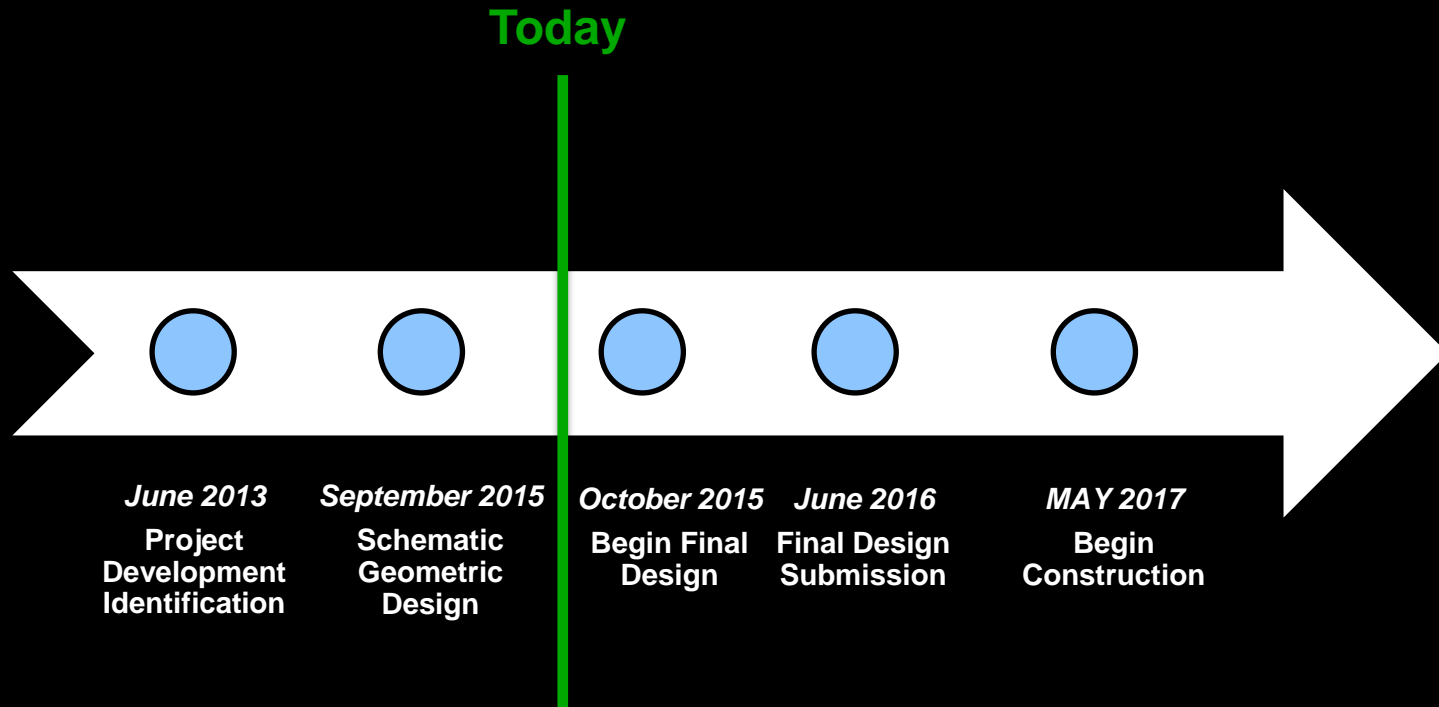 Today
June 2013
Project
Development
Identification
September 2015
Schematic
Geometric
Design
October 2015
Begin Final
Design
June 2016
Final Design
Submission
MAY 2017
Begin
Construction